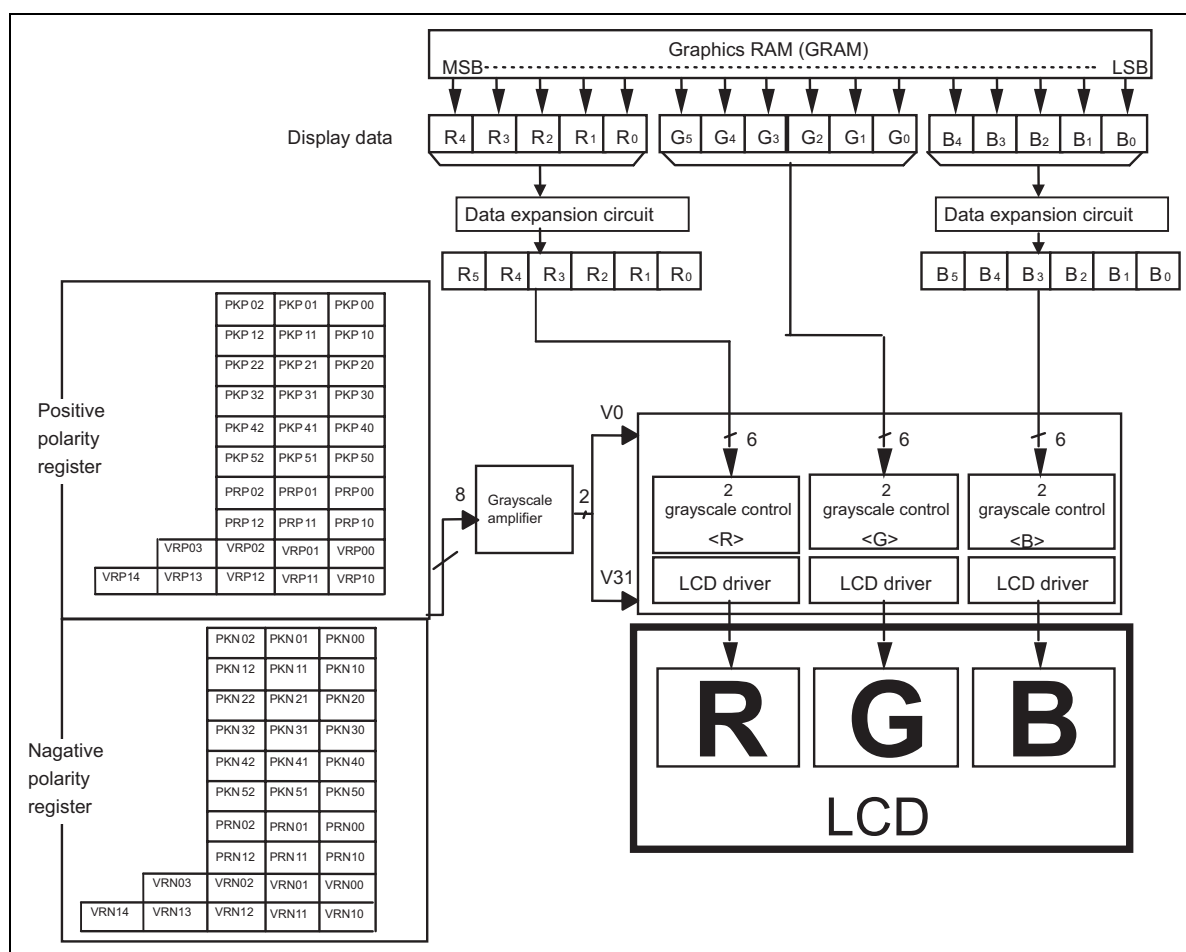 Graphics RAM (GRAM)
MSB LSB
Display data
R4 R3 R2 R1 R0 G5 G4 G3 G2 G1 G0 B4 B3 B2 B1 B0
Data expansion circuit Data expansion circuit
R5 R4 R3 R2 R1 R0 B5 B4 B3 B2 B1 B0
Positive
polarity
register
PKP02 PKP01 PKP00
PKP12 PKP11 PKP10
PKP22 PKP21 PKP20
PKP32 PKP31 PKP30
PKP42 PKP41 PKP40
PKP52 PKP51 PKP50
PRP02 PRP01 PRP00
PRP12 PRP11 PRP10
VRP03 VRP02 VRP01 VRP00
VRP14 VRP13 VRP12 VRP11 VRP10
Nagative
polarity
register
PKN02 PKN01 PKN00
PKN12 PKN11 PKN10
PKN22 PKN21 PKN20
PKN32 PKN31 PKN30
PKN42 PKN41 PKN40
PKN52 PKN51 PKN50
PRN02 PRN01 PRN00
PRN12 PRN11 PRN10
VRN03 VRN02 VRN01 VRN00
VRN14 VRN13 VRN12 VRN11 VRN10
8
Grayscale
amplifier
2
V0
V31
6 6 6
2
grayscale control
<R>
2
grayscale control
<G>
2
grayscale control
<B>
LCD driver LCD driver LCD driver
R G B
LCD